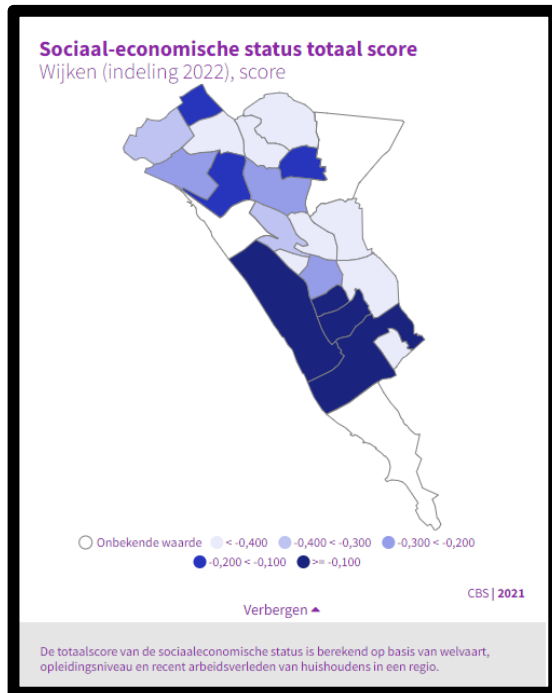 Sociaal-economische status totaal score
Wijken (indeling 2022), score
Onbekende waarde < -0,400 -0,400 < -0,300 -0,300 < -0,200
-0,200 < -0,100 >= -0,100
CBS | 2021
Verbergen
De totaalscore van de sociaaleconomische status is berekend op basis van welvaart,
opleidingsniveau en recent arbeidsverleden van huishoudens in een regio.